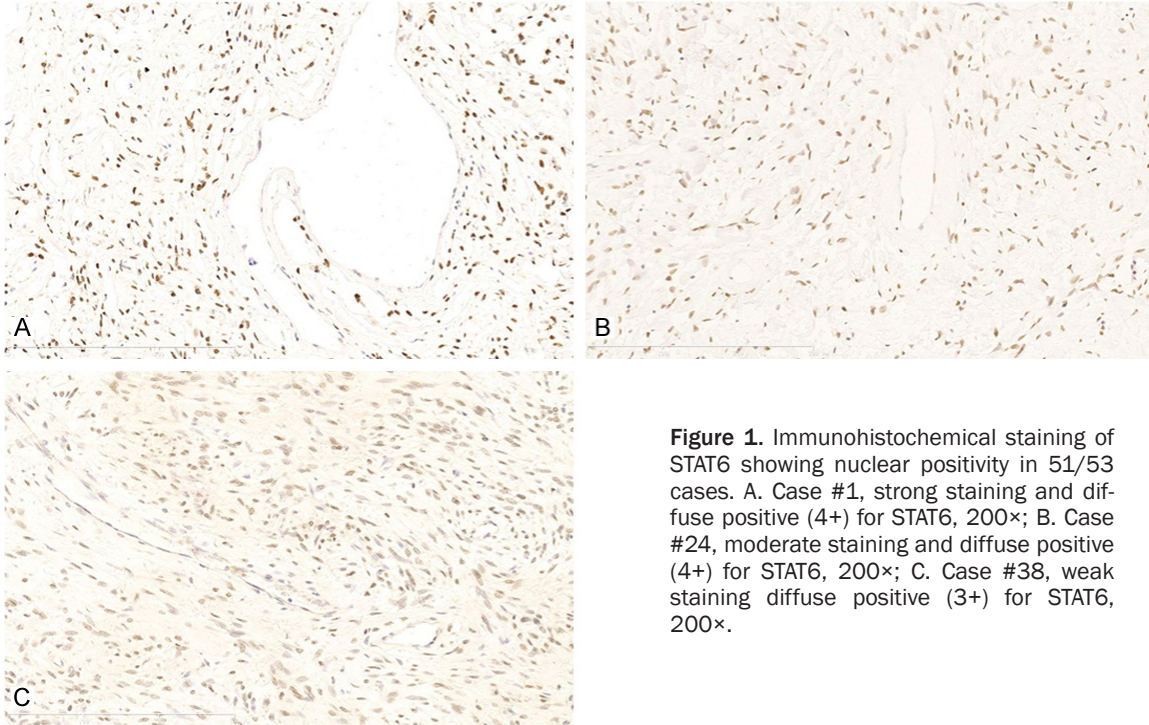 A
B
C
Figure 1. Immunohistochemical staining of
STAT6 showing nuclear positivity in 51/53
cases. A. Case #1, strong staining and dif-
fuse positive (4+) for STAT6, 200×; B. Case
#24, moderate staining and diffuse positive
(4+) for STAT6, 200×; C. Case #38, weak
staining diffuse positive (3+) for STAT6,
200×.